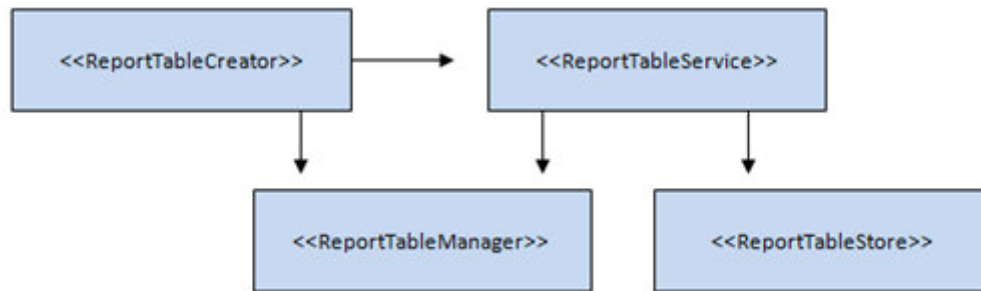 <<ReportTableCreator>>
<<ReportTableService>>
<<ReportTableManager>>
<<ReportTableStore>>